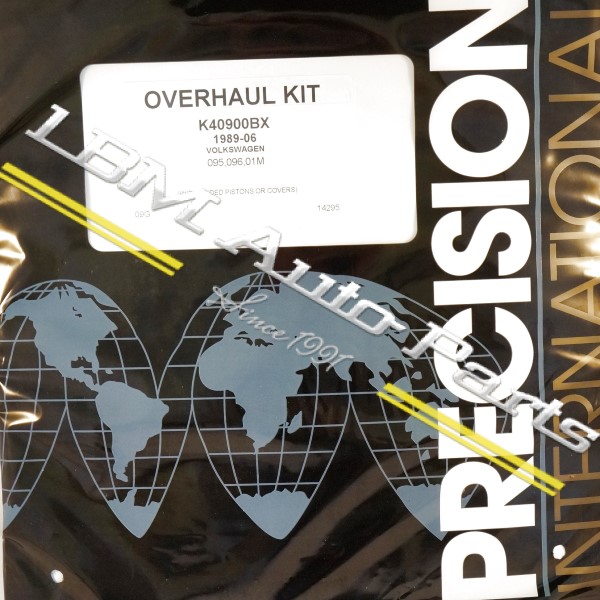 OVERHAUL KIT
K40900BX
1989-06
VOLKSWAGEN
095,096,01M
DED PISTONS OR COVERS)
09G 14295
1BM Auto Parts
Since 1991
PRECISION
INTERNATIONAL